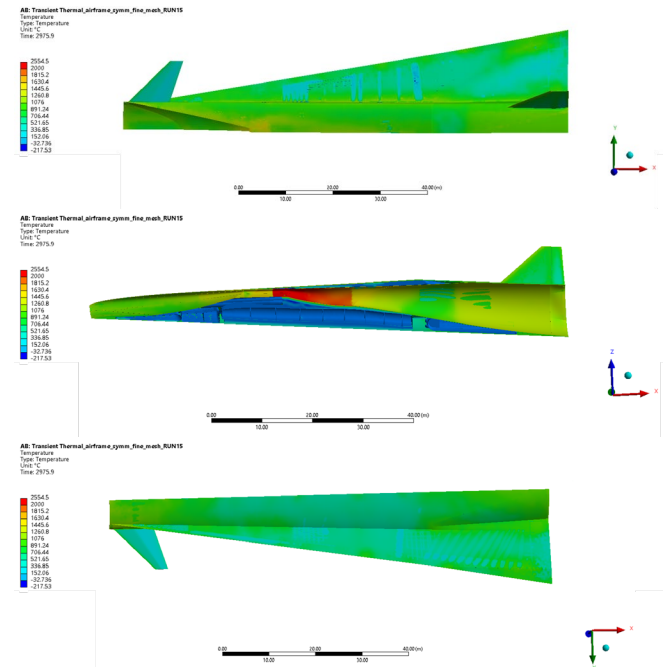 AB: Transient Thermal_airframe_symm_fine_mesh_RUN15
Temperature
Type: Temperature
Unit: °C
Time: 2975.9
2554.5
2000
1815.2
1630.4
1445.6
1260.8
1076
891.24
706.44
521.65
336.85
152.06
-32.736
-217.53
Y
X
0.00
20.00
40.00 (m)
10.00
30.00
AB: Transient Thermal_airframe_symm_fine_mesh_RUN15
Temperature
Type: Temperature
Unit: °C
Time: 2975.9
2554.5
2000
1815.2
1630.4
1445.6
1260.8
1076
891.24
706.44
521.65
336.85
152.06
-32.736
-217.53
Z
X
0.00
20.00
40.00 (m)
10.00
30.00
AB: Transient Thermal_airframe_symm_fine_mesh_RUN15
Temperature
Type: Temperature
Unit: °C
Time: 2975.9
2554.5
2000
1815.2
1630.4
1445.6
1260.8
1076
891.24
706.44
521.65
336.85
152.06
-32.736
-217.53
X
0.00
20.00
40.00 (m)
10.00
30.00